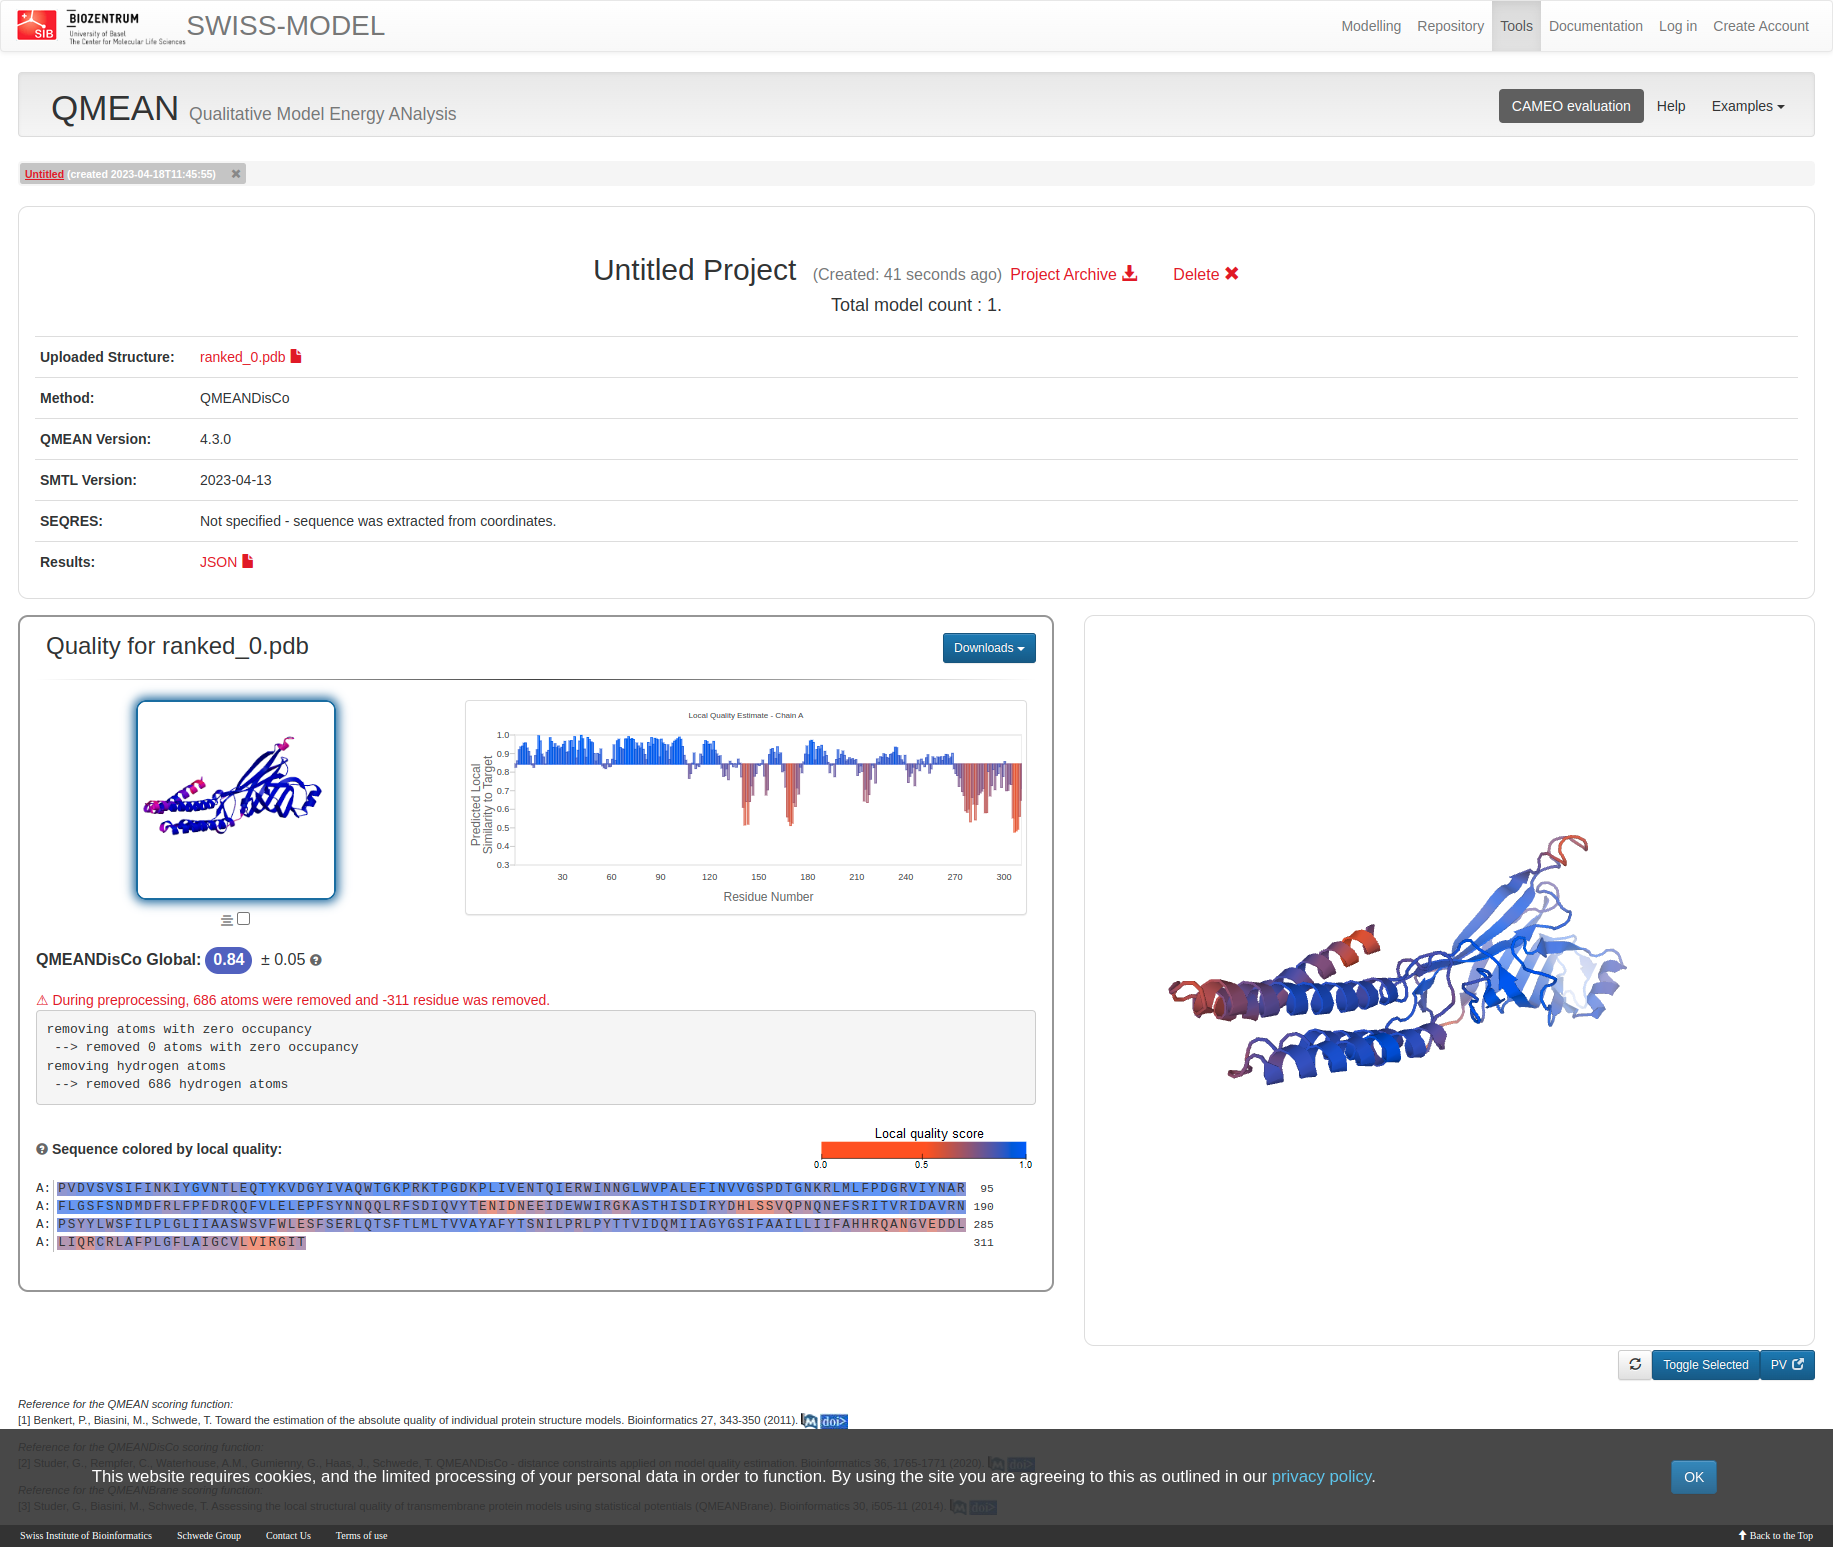 SIB
BIOZENTRUM
University of Basel
The Center for Molecular Life Sciences
SWISS-MODEL
Modelling
Repository
Tools
Documentation
Log in
Create Account
QMEAN Qualitative Model Energy ANalysis
CAMEO evaluation
Help
Examples
Untitled (created 2023-04-18T11:45:55)
Untitled Project (Created: 41 seconds ago) Project Archive Delete
Total model count : 1.
Uploaded Structure: ranked_0.pdb
Method: QMEANDisCo
QMEAN Version: 4.3.0
SMTL Version: 2023-04-13
SEQRES: Not specified - sequence was extracted from coordinates.
Results: JSON
Quality for ranked_0.pdb
Downloads
Local Quality Estimate - Chain A
Predicted Local
Similarity to Target
1.0
0.9
0.8
0.7
0.6
0.5
0.4
0.3
30 60 90 120 150 180 210 240 270 300
Residue Number
QMEANDisCo Global: 0.84 ± 0.05
During preprocessing, 686 atoms were removed and -311 residue was removed.
removing atoms with zero occupancy
--> removed 0 atoms with zero occupancy
removing hydrogen atoms
--> removed 686 hydrogen atoms
Sequence colored by local quality:
Local quality score
0.0 0.5 1.0
A: PVDVSVSIFINKIYGVNTLEQTYKVDGYIVAQWTGKPRKTPGDKPLIVENTQIERWINNGLWVPALEFINVVGSPDTGNKRLMLFPDGRVIYNAR 95
A: FLGSFSNDMDFRLFPFDRQQFVLELEPFSYNNQQLRFSDIQVYTENIDNEEIDEWWIRGKASTHISDIRYDHLSSVQPNQNEFSRITVRIDAVRN 190
A: PSYYLWSFILPLGLIIAASWSVFWLESFSERLQTSFTLMLTVVAYAFYTSNILPRLPYTTVIDQMIIAGYGSIFAAILLIIFAHHRQANGVEDDL 285
A: LIQRCRLAFPLGFLAIGCVLVIRGIT 311
Toggle Selected
PV
Reference for the QMEAN scoring function:
[1] Benkert, P., Biasini, M., Schwede, T. Toward the estimation of the absolute quality of individual protein structure models. Bioinformatics 27, 343-350 (2011). M doi>
Reference for the QMEANDisCo scoring function:
[2] Studer, G., Rempfer, C., Waterhouse, A.M., Gumienny, G., Haas, J., Schwede, T. QMEANDisCo - distance constraints applied on model quality estimation. Bioinformatics 36, 1765-1771 (2020). M doi>
This website requires cookies, and the limited processing of your personal data in order to function. By using the site you are agreeing to this as outlined in our privacy policy.
OK
Reference for the QMEANBrane scoring function:
[3] Studer, G., Biasini, M., Schwede, T. Assessing the local structural quality of transmembrane protein models using statistical potentials (QMEANBrane). Bioinformatics 30, i505-11 (2014). M doi>
Swiss Institute of Bioinformatics
Schwede Group
Contact Us
Terms of use
Back to the Top